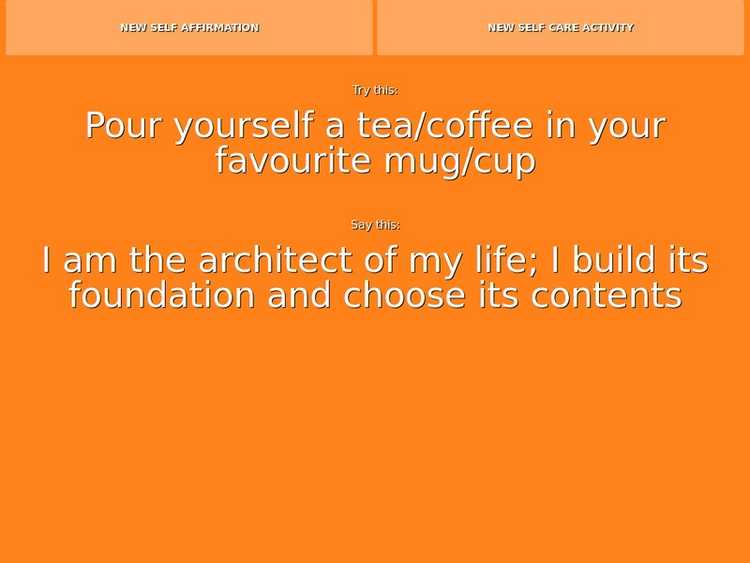 NEW SELF AFFIRMATION
NEW SELF CARE ACTIVITY
Try this:
Pour yourself a tea/coffee in your
favourite mug/cup
Say this:
I am the architect of my life; I build its
foundation and choose its contents